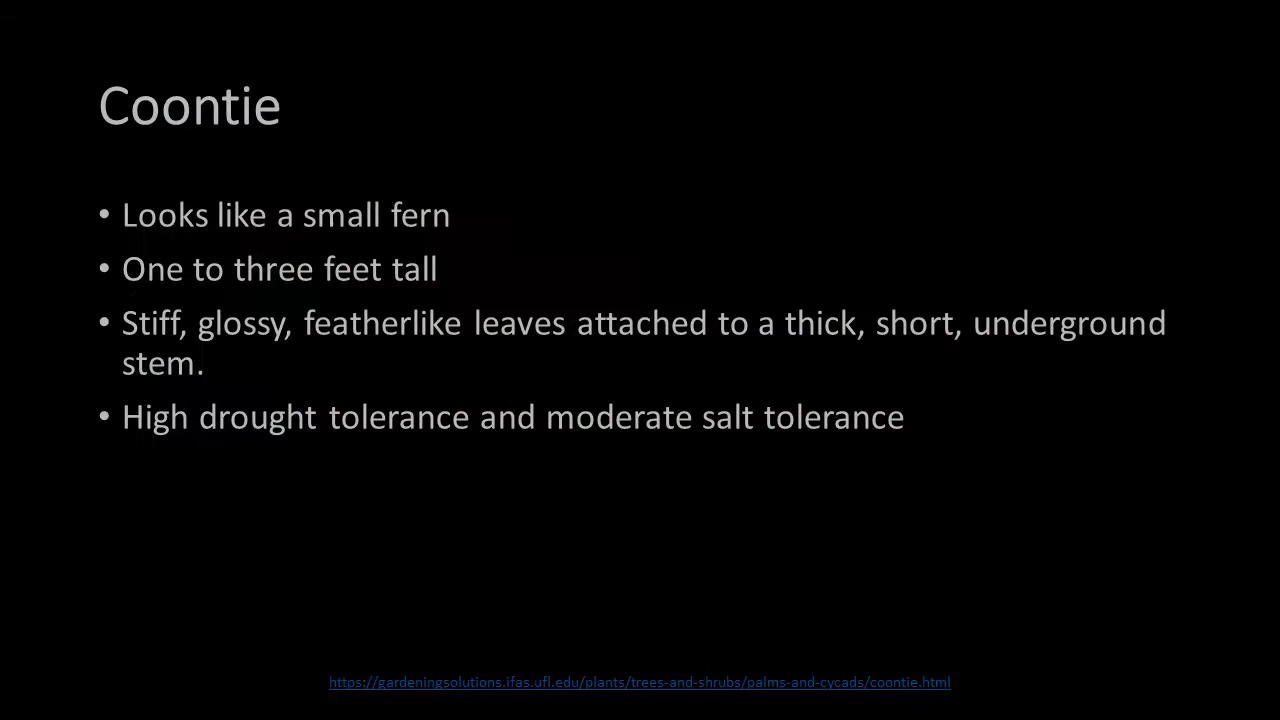 Coontie
• Looks like a small fern
• One to three feet tall
• Stiff, glossy, featherlike leaves attached to a thick, short, underground
stem.
• High drought tolerance and moderate salt tolerance
https://gardeningsolutions.ifas.ufl.edu/plants/trees-and-shrubs/palms-and-cycads/coontie.html